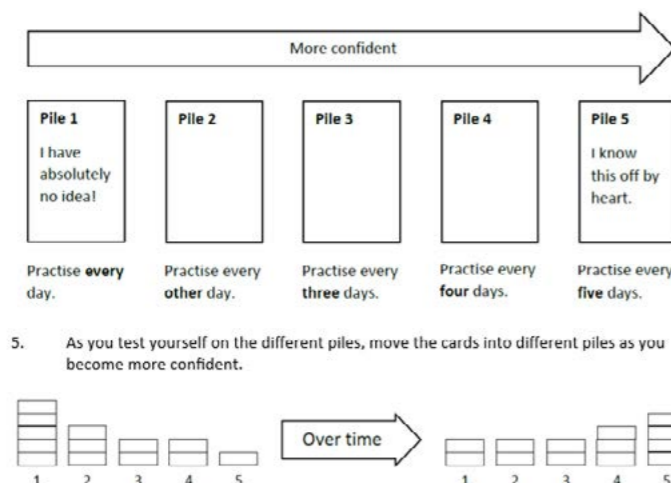 More confident
Pile 1
I have
absolutely
no idea!
Pile 2
Pile 3
Pile 4
Pile 5
I know
this off by
heart.
Practise every
day.
Practise every
other day.
Practise every
three days.
Practise every
four days.
Practise every
five days.
5. As you test yourself on the different piles, move the cards into different piles as you
become more confident.
Over time
1 2 3 4 5
1 2 3 4 5